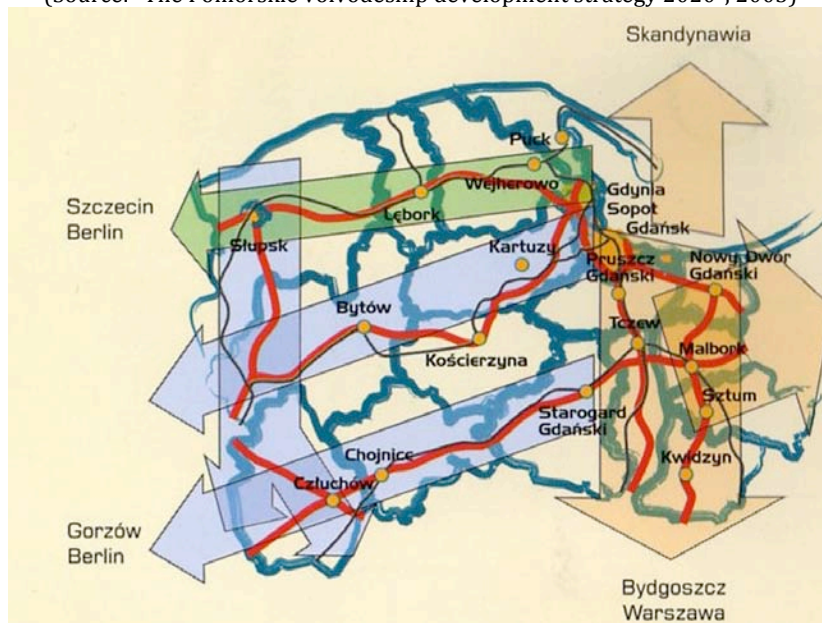 (source: "The Pomorskie Voivodeship development strategy 2020", 2005)
Skandynawia
Puck
Wejherowo
Gdynia
Sopot
Gdańsk
Szczecin
Berlin
Lębork
Słupsk
Kartuzy
Pruszcz
Gdański
Nowy Dwór
Gdański
Bytów
Tczew
Kościerzyna
Malbork
Sztum
Starogard
Gdański
Chojnice
Kwidzyn
Człuchów
Gorzów
Berlin
Bydgoszcz
Warszawa